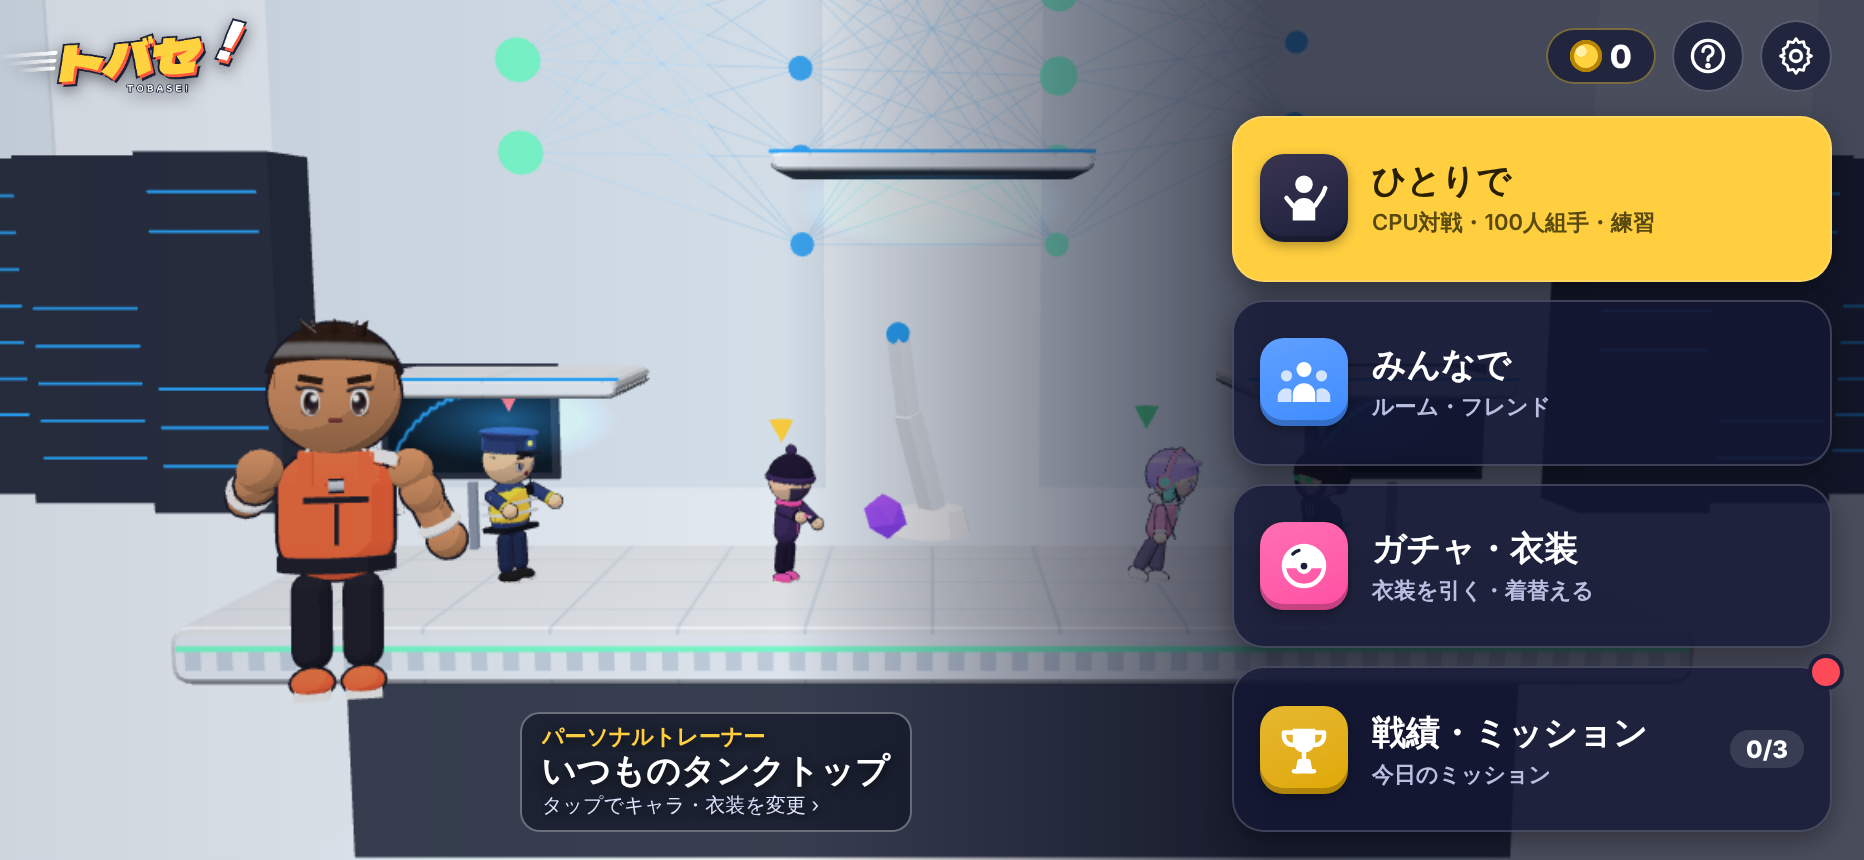 トバセ！
TOBASE!
0
ひとりで
CPU対戦・100人組手・練習
みんなで
ルーム・フレンド
ガチャ・衣装
衣装を引く・着替える
戦績・ミッション
今日のミッション
0/3
パーソナルトレーナー
いつものタンクトップ
タップでキャラ・衣装を変更 ›